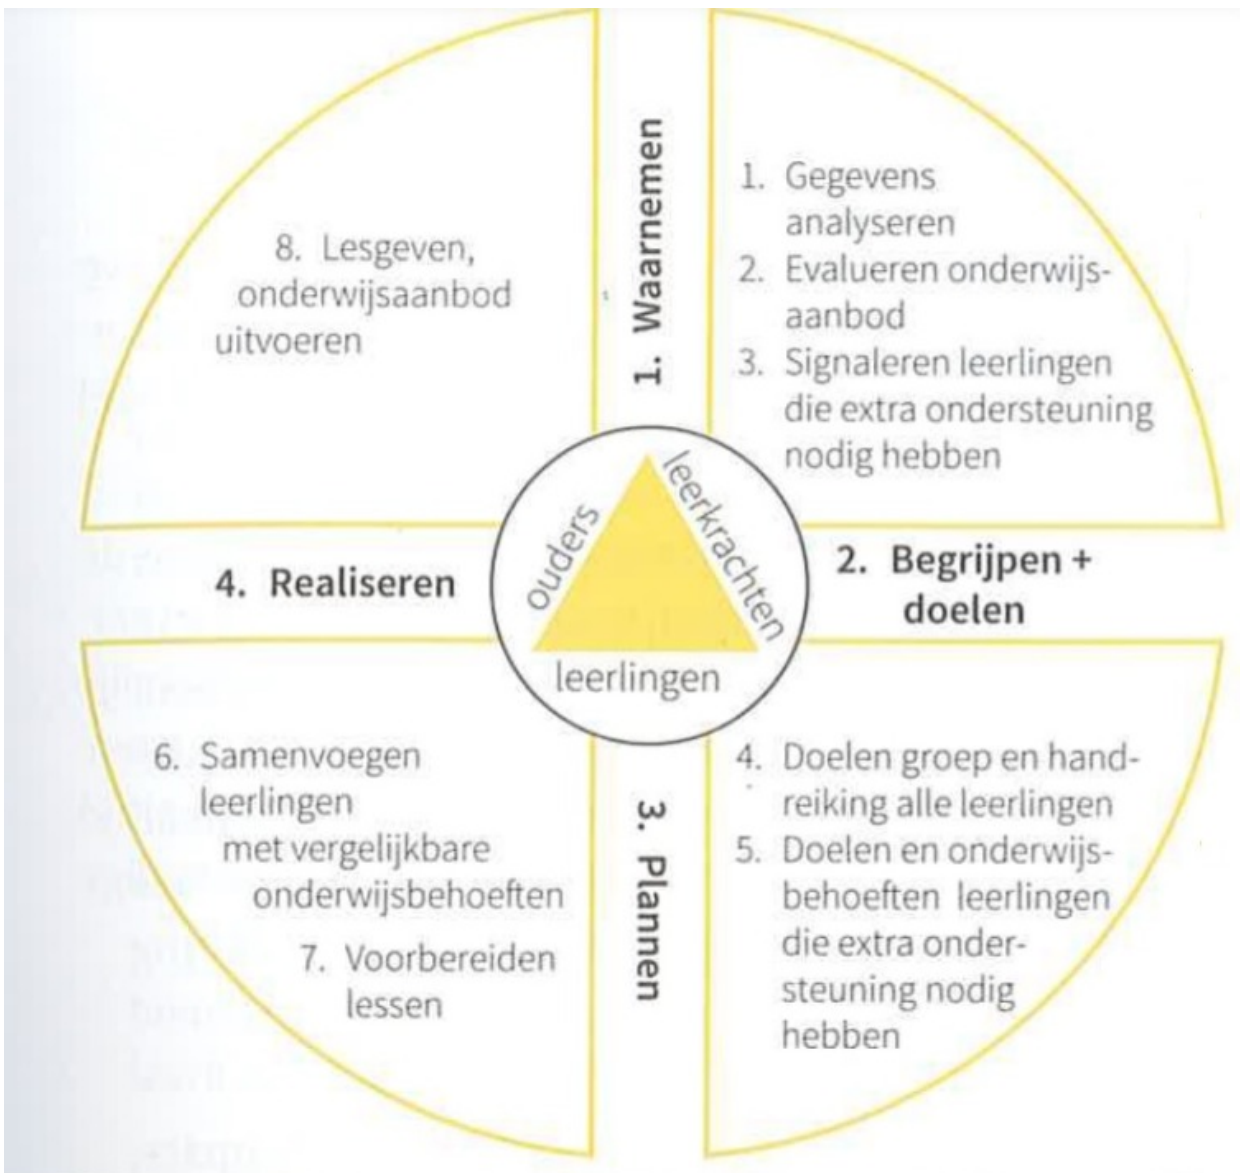 1. Waarnemen
1. Gegevens
analyseren
2. Evalueren onderwijs-
aanbod
3. Signaleren leerlingen
die extra ondersteuning
nodig hebben
2. Begrijpen +
doelen
4. Doelen groep en hand-
reiking alle leerlingen
5. Doelen en onderwijs-
behoeften leerlingen
die extra onder-
steuning nodig
hebben
3. Plannen
6. Samenvoegen
leerlingen
met vergelijkbare
onderwijsbehoeften
7. Voorbereiden
lessen
4. Realiseren
8. Lesgeven,
onderwijsaanbod
uitvoeren
ouders
leerkrachten
leerlingen